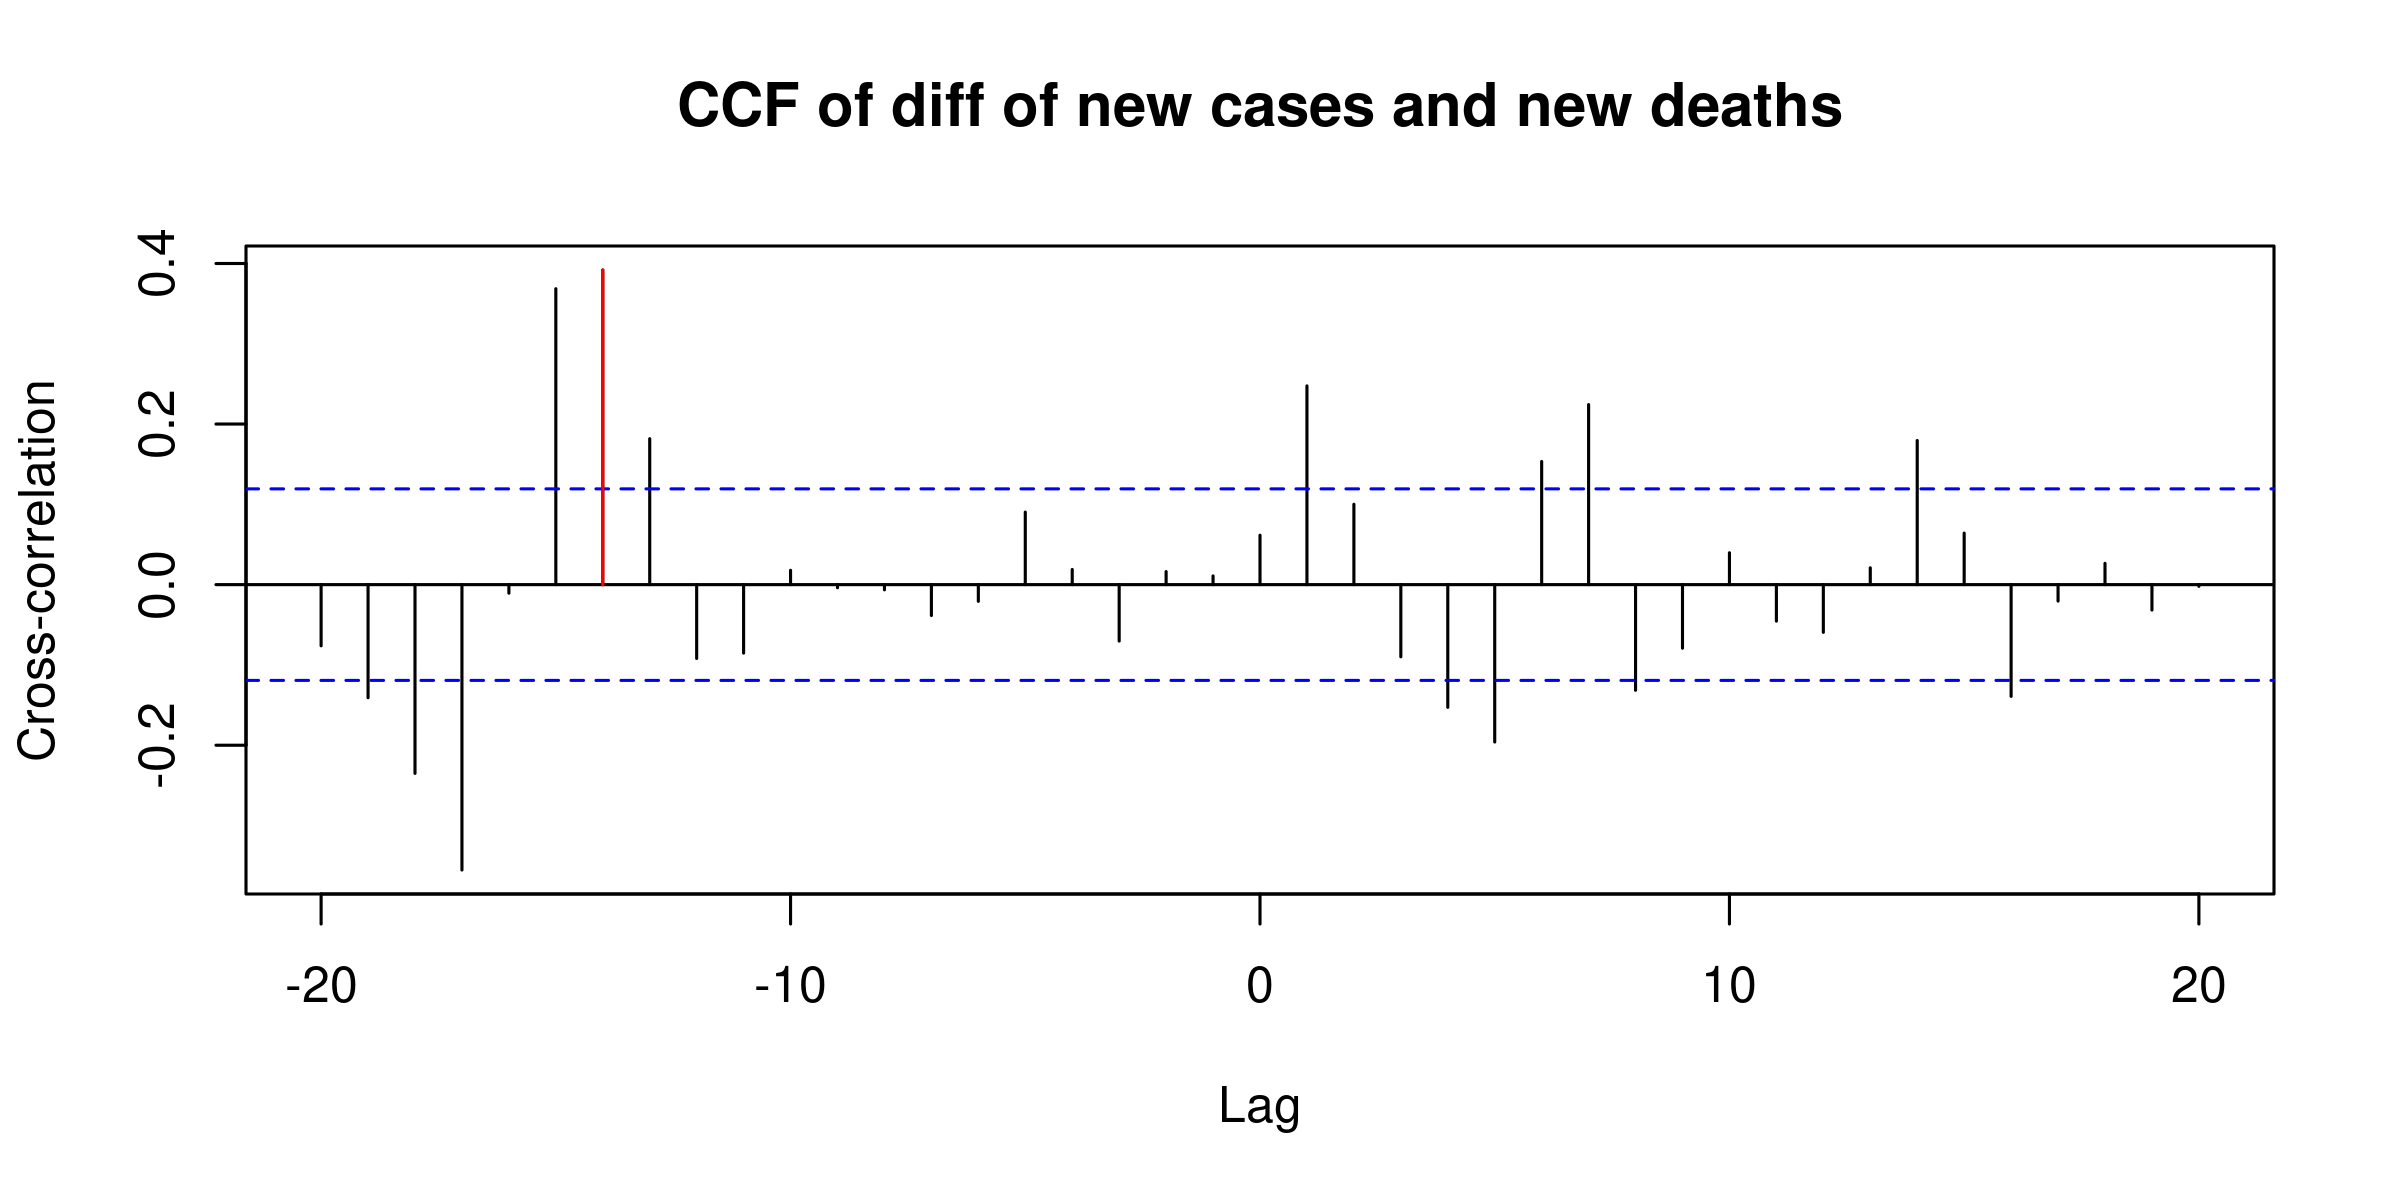 CCF of diff of new cases and new deaths
Cross-correlation
0.4
0.2
0.0
-0.2
-20 -10 0 10 20
Lag